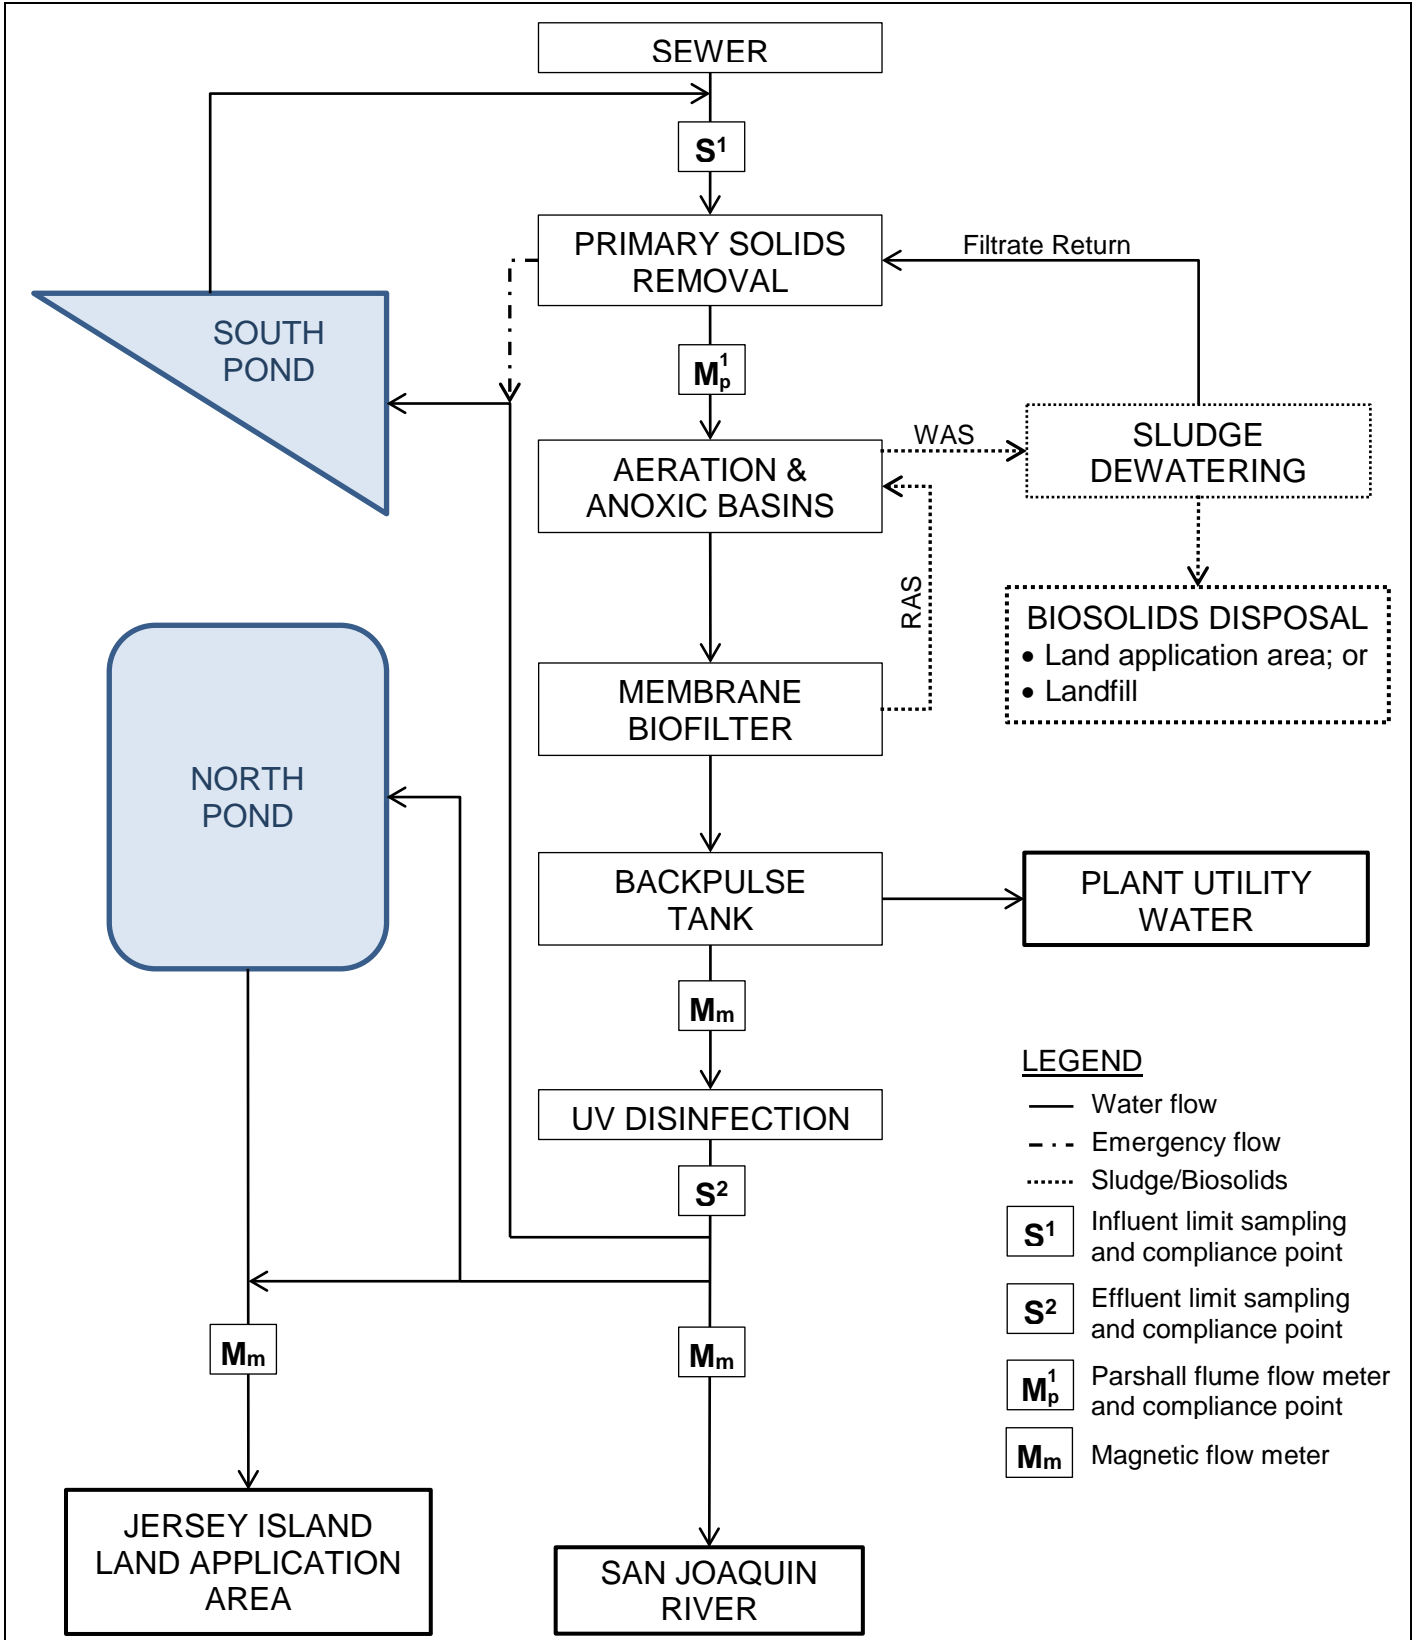 SEWER
S¹
PRIMARY SOLIDS
REMOVAL
Filtrate Return
SOUTH
POND
Mp¹
AERATION &
ANOXIC BASINS
WAS
SLUDGE
DEWATERING
RAS
BIOSOLIDS DISPOSAL
• Land application area; or
• Landfill
MEMBRANE
BIOFILTER
NORTH
POND
BACKPULSE
TANK
PLANT UTILITY
WATER
Mm
UV DISINFECTION
S²
Mm
Mm
JERSEY ISLAND
LAND APPLICATION
AREA
SAN JOAQUIN
RIVER
LEGEND
Water flow
Emergency flow
Sludge/Biosolids
S¹ Influent limit sampling
and compliance point
S² Effluent limit sampling
and compliance point
Mp¹ Parshall flume flow meter
and compliance point
Mm Magnetic flow meter